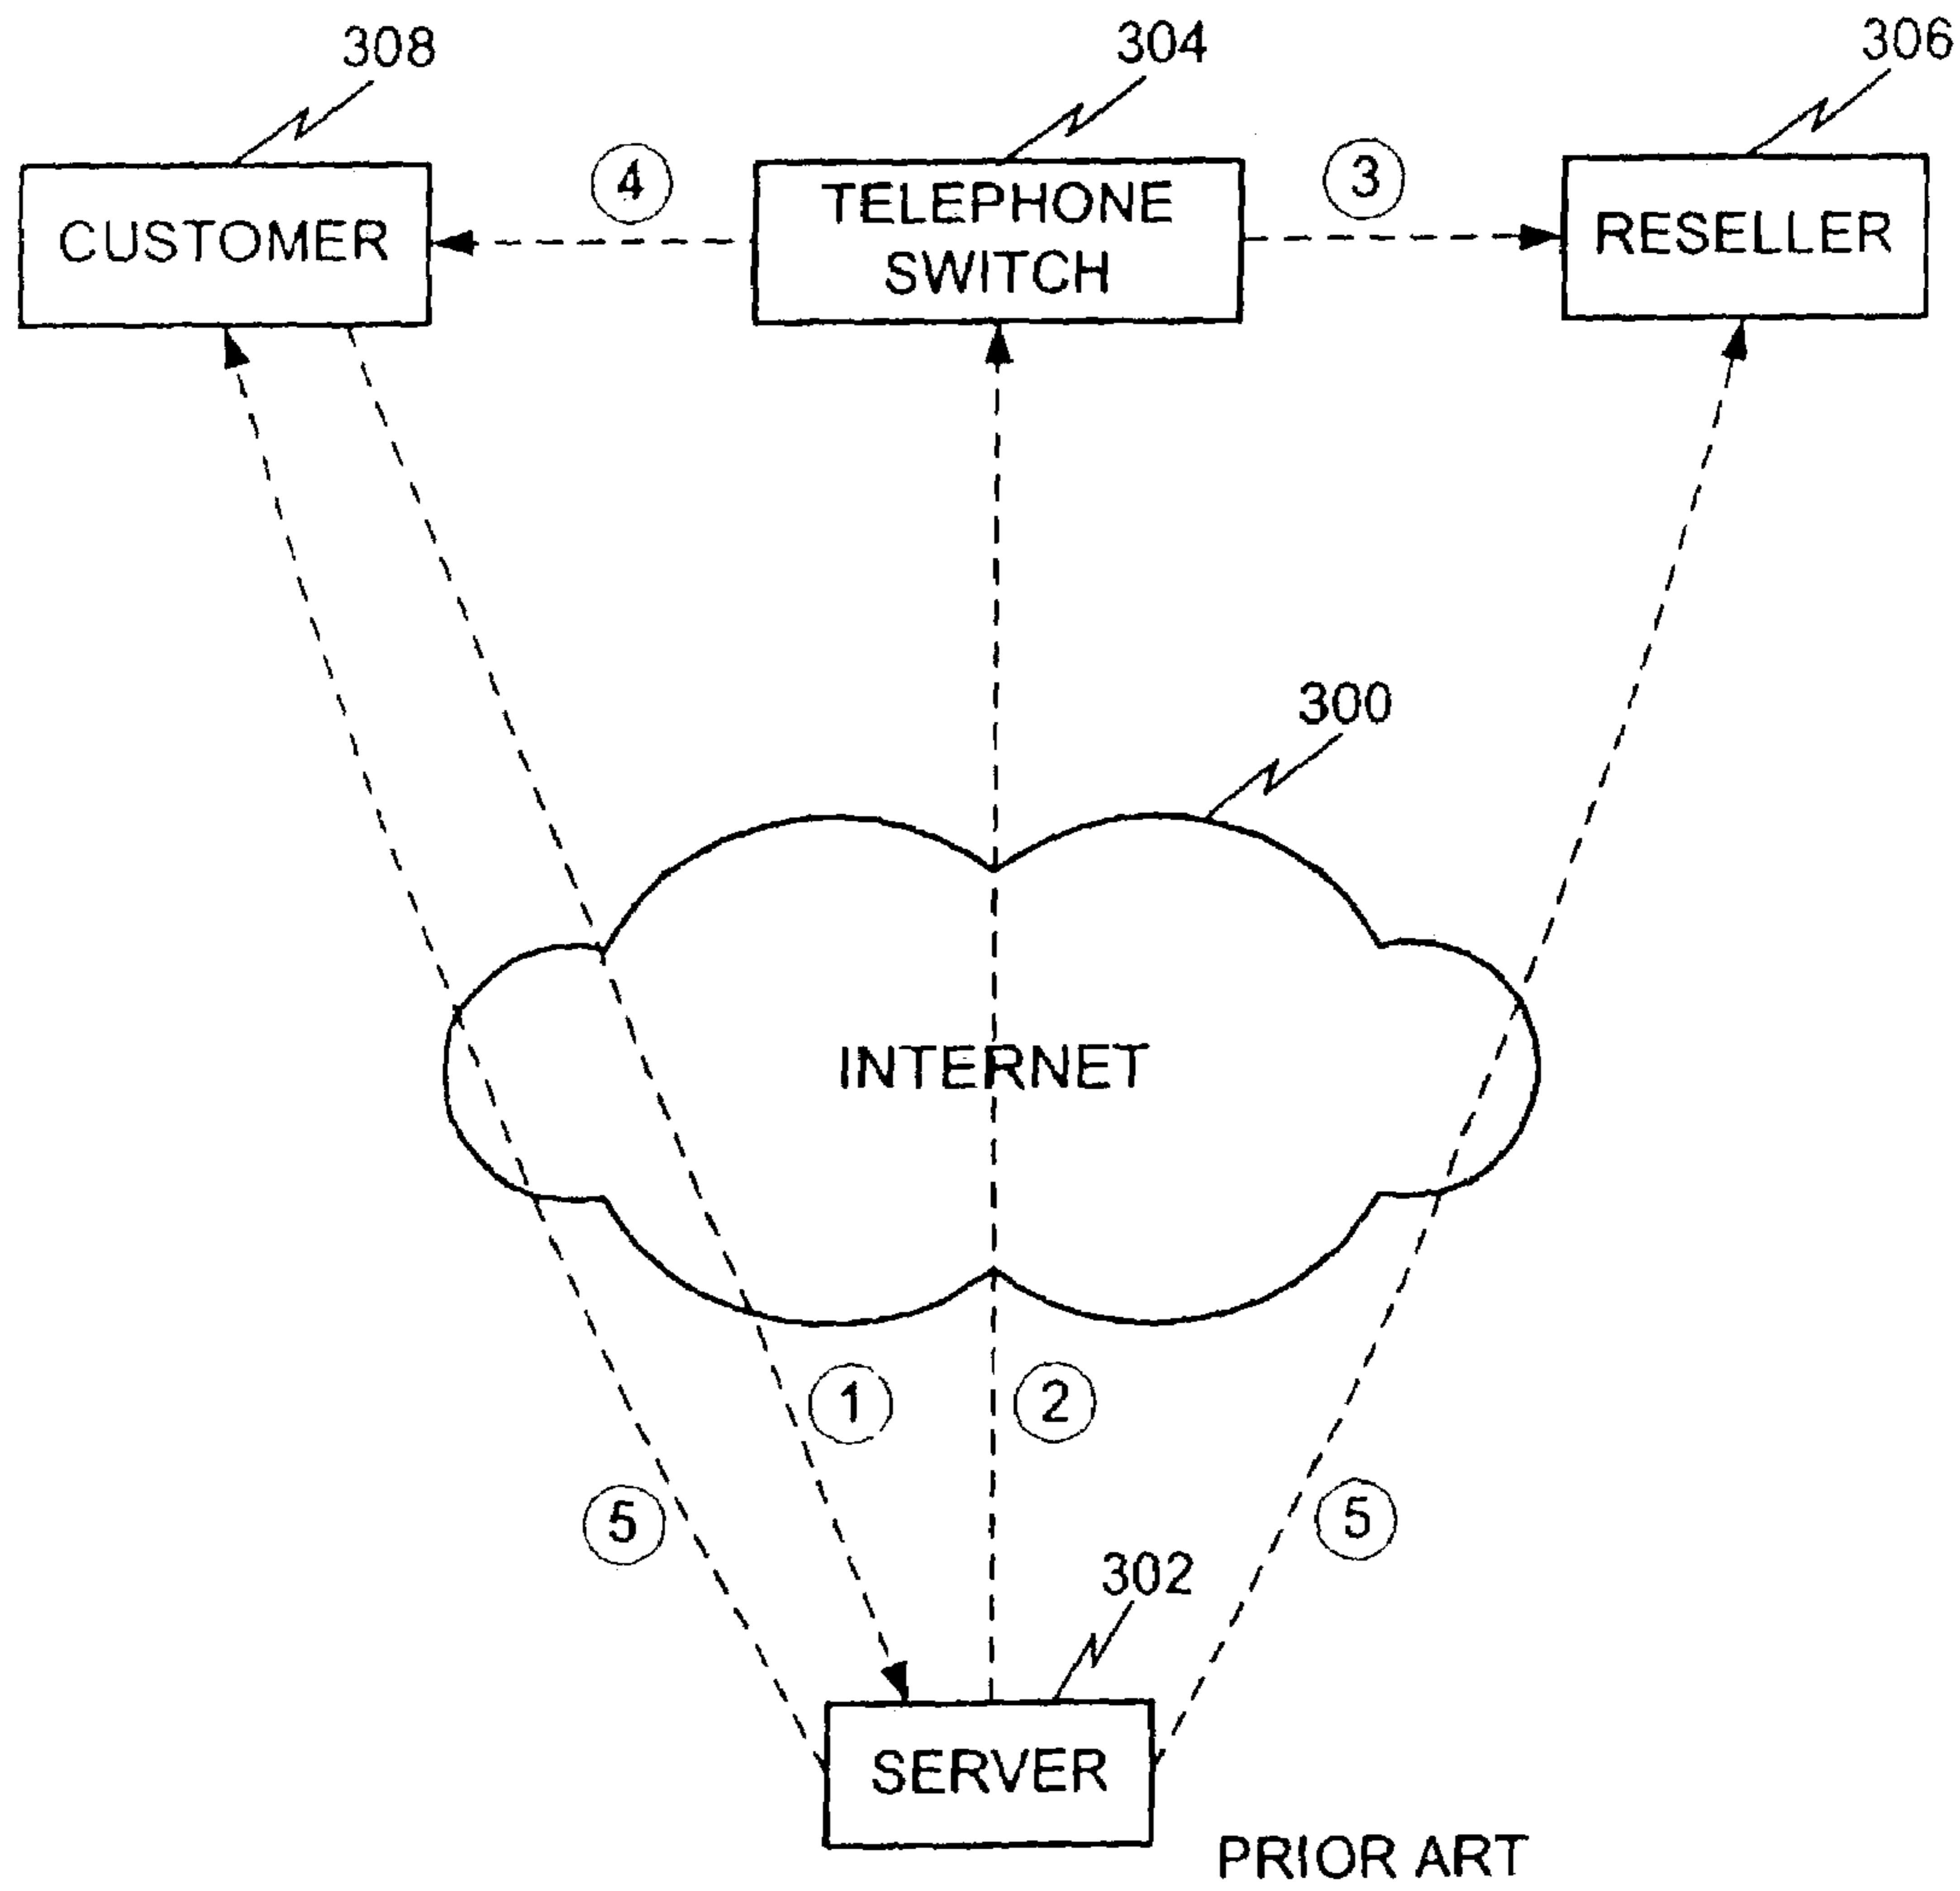 308
304
306
CUSTOMER
4
TELEPHONE
SWITCH
3
RESELLER
300
INTERNET
1
2
5
5
302
SERVER
PRIOR ART